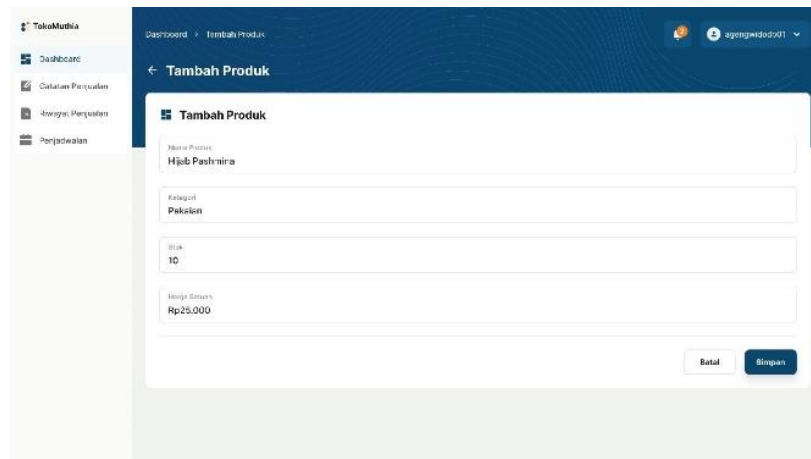 TokoMuthia
Dashboard
Catatan Penjualan
Riwayat Penjualan
Penjadwalan
Dashboard > Tambah Produk
2
agengwidodo01
← Tambah Produk
Tambah Produk
Nama Produk
Hijab Pashmina
Kategori
Pakaian
Stok
10
Harga Satuan
Rp25.000
Batal
Simpan